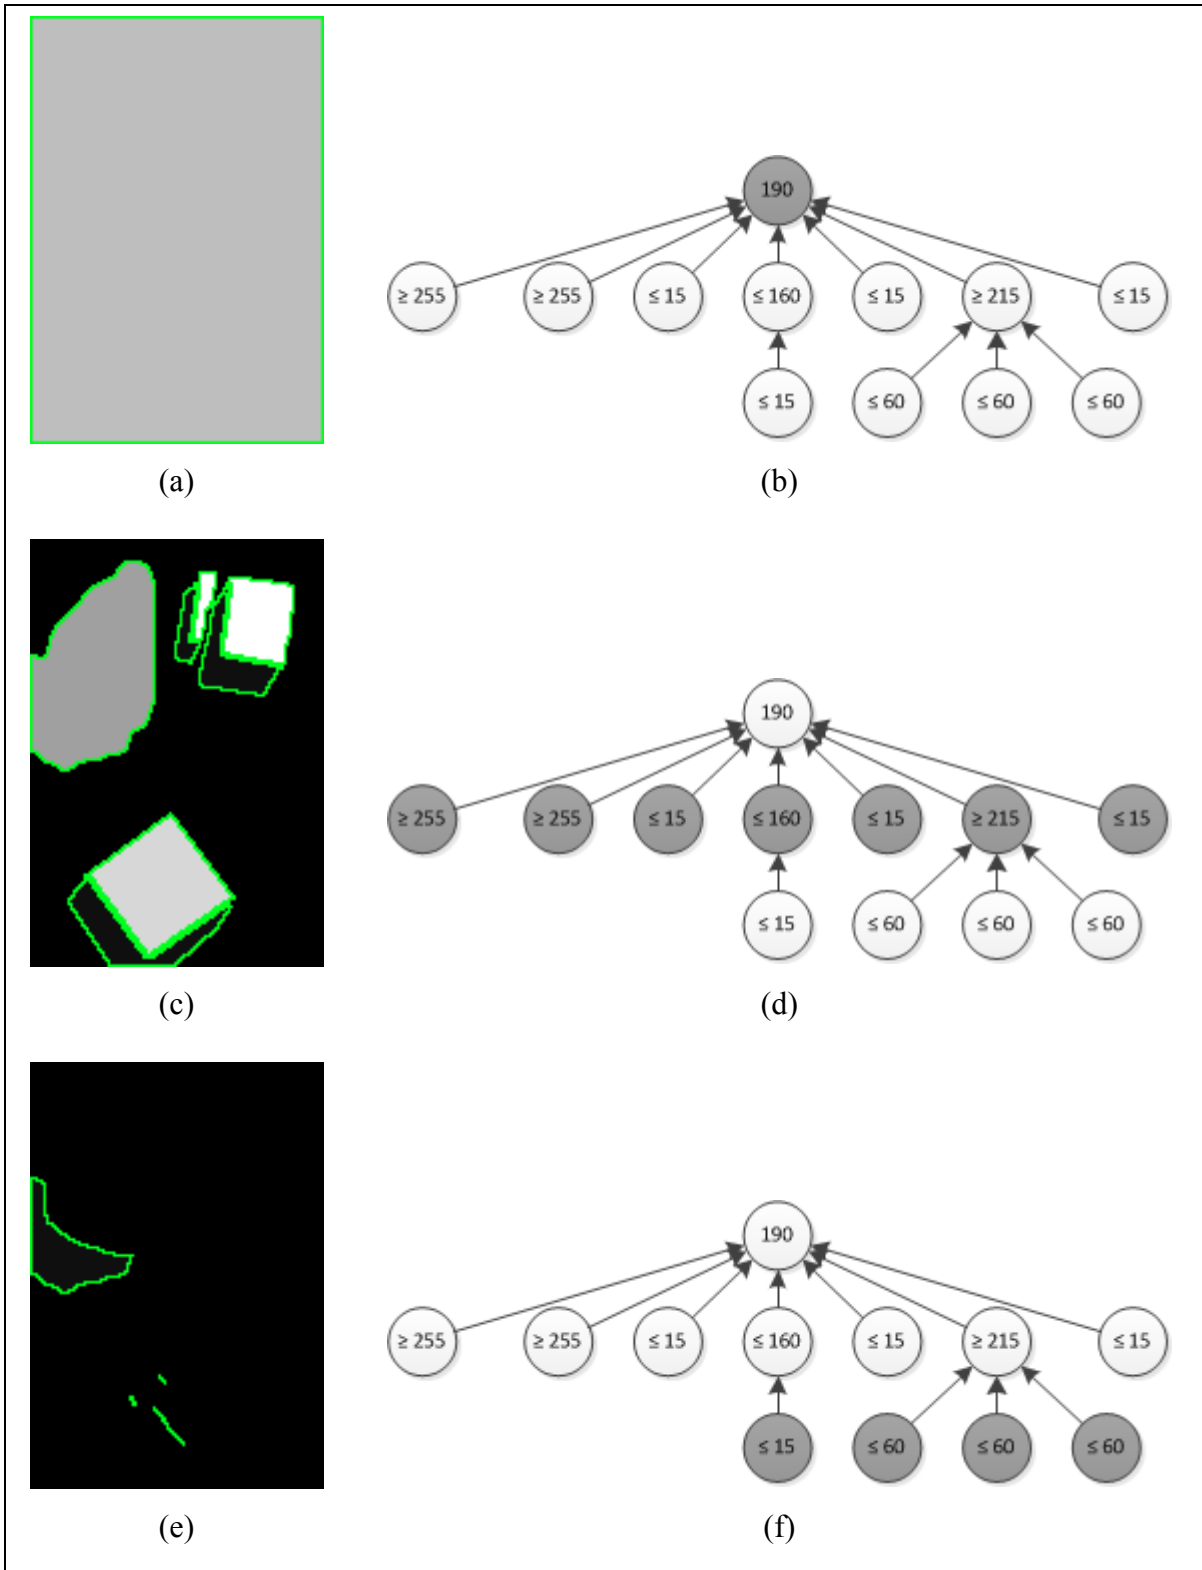 190
≥ 255 ≥ 255 ≤ 15 ≤ 160 ≤ 15 ≥ 215 ≤ 15
≤ 15 ≤ 60 ≤ 60 ≤ 60
(a) (b)
190
≥ 255 ≥ 255 ≤ 15 ≤ 160 ≤ 15 ≥ 215 ≤ 15
≤ 15 ≤ 60 ≤ 60 ≤ 60
(c) (d)
190
≥ 255 ≥ 255 ≤ 15 ≤ 160 ≤ 15 ≥ 215 ≤ 15
≤ 15 ≤ 60 ≤ 60 ≤ 60
(e) (f)